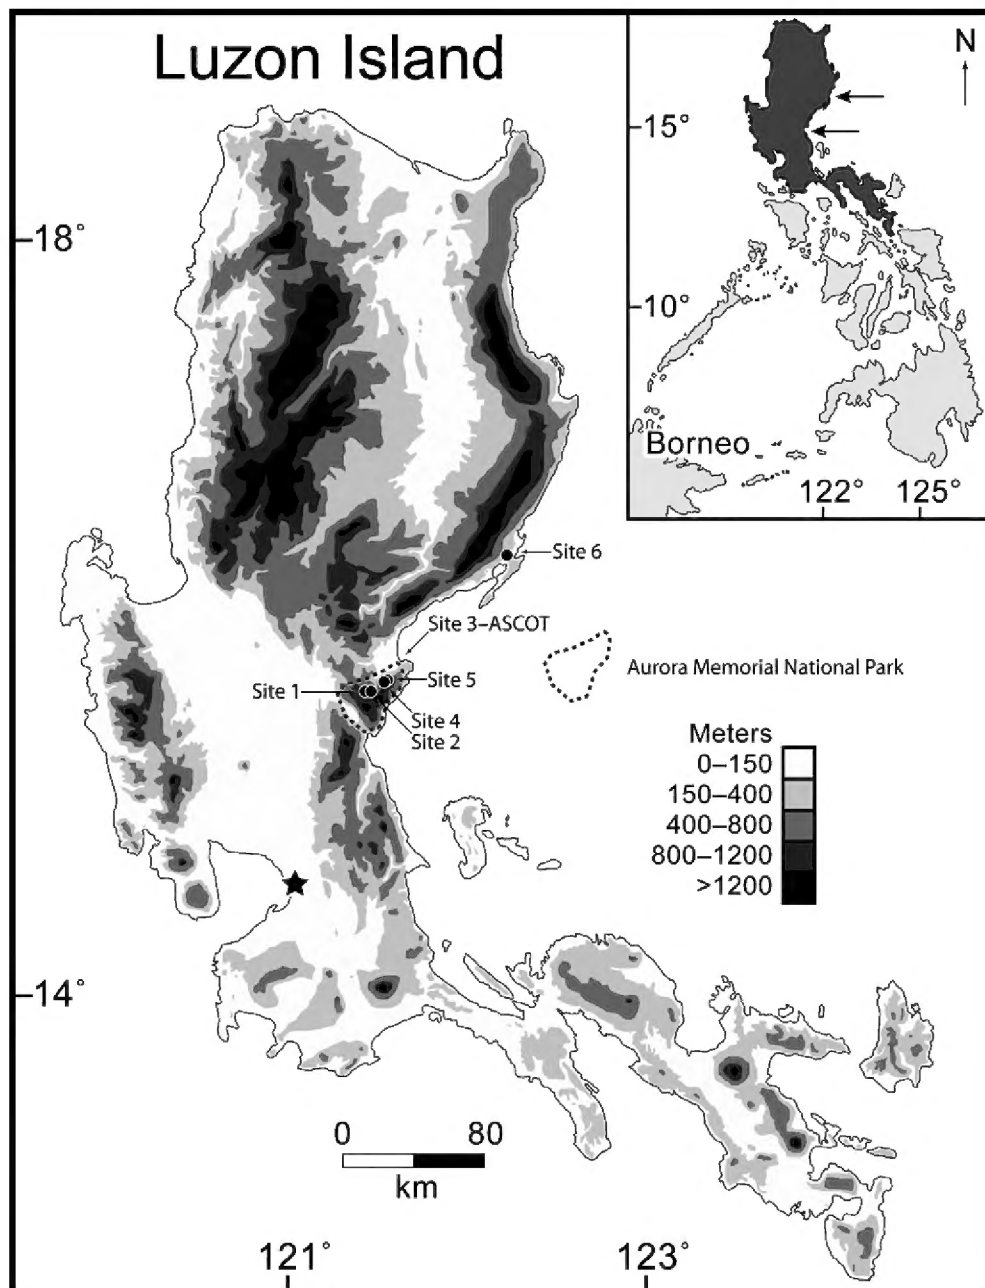 Luzon Island
N
15°
10°
Borneo
122°
125°
18°
Site 6
Site 3–ASCOT
Aurora Memorial National Park
Site 1
Site 5
Site 4
Site 2
Meters
0–150
150–400
400–800
800–1200
>1200
14°
0
80
km
121°
123°